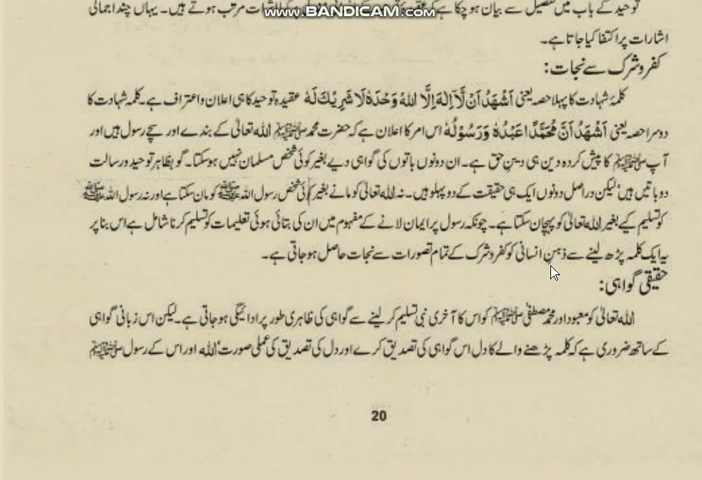 www.BANDICAM.com
توحید کے باب میں تفصیل سے بیان ہو چکا ہے کہ مرتب ہوتے ہیں۔ یہاں چند اجمالی
اشارات پر اکتفا کیا جاتا ہے۔
کفر و شرک سے نجات:
کلمۂ شہادت کا پہلا حصہ یعنی اَشْهَدُ اَنْ لَّآ اِلٰهَ اِلَّا اللهُ وَحْدَهٗ لَا شَرِيْكَ لَهٗ عقیدہ توحید کا ہی اعلان و اعتراف ہے۔ کلمہ شہادت کا
دوسرا حصہ یعنی اَشْهَدُ اَنَّ مُحَمَّدًا عَبْدُهٗ وَرَسُوْلُهٗ اس امر کا اعلان ہے کہ حضرت محمد ﷺ اللہ تعالیٰ کے بندے اور سچے رسول ہیں اور
آپ ﷺ کا پیش کردہ دین ہی دینِ حق ہے۔ ان دونوں باتوں کی گواہی دیے بغیر کوئی شخص مسلمان نہیں ہو سکتا۔ گو بظاہر توحید و رسالت
دو باتیں ہیں لیکن دراصل دونوں ایک ہی حقیقت کے دو پہلو ہیں۔ نہ اللہ تعالیٰ کو مانے بغیر کوئی شخص رسول اللہ ﷺ کو مان سکتا ہے اور نہ رسول اللہ ﷺ
کو تسلیم کیے بغیر اللہ تعالیٰ کو پہچان سکتا ہے۔ چونکہ رسول پر ایمان لانے کے مفہوم میں ان کی بتائی ہوئی تعلیمات کو تسلیم کرنا شامل ہے اس بنا پر
یہ ایک کلمہ پڑھ لینے سے ذہنِ انسانی کو کفر و شرک کے تمام تصورات سے نجات حاصل ہو جاتی ہے۔
حقیقی گواہی:
اللہ تعالیٰ کو معبود اور محمد مصطفیٰ ﷺ کو اس کا آخری نبی تسلیم کر لینے سے گواہی کی ظاہری طور پر ادائیگی ہو جاتی ہے۔ لیکن اس زبانی گواہی
کے ساتھ ضروری ہے کہ کلمہ پڑھنے والے کا دل اس گواہی کی تصدیق کرے اور دل کی تصدیق کی عملی صورت اللہ اور اس کے رسول ﷺ
20